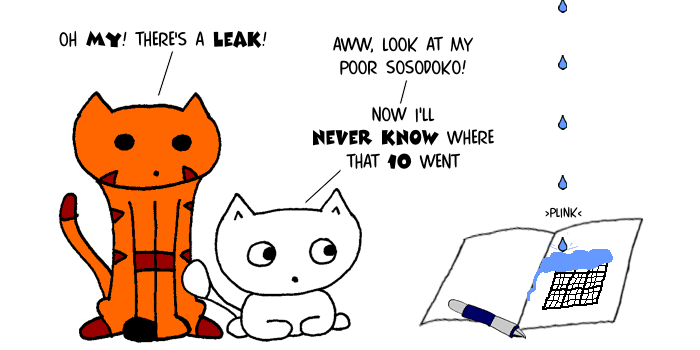 OH MY! THERE'S A LEAK!
AWW, LOOK AT MY
POOR SOSODOKO!
NOW I'LL
NEVER KNOW WHERE
THAT 10 WENT
>PLINK<